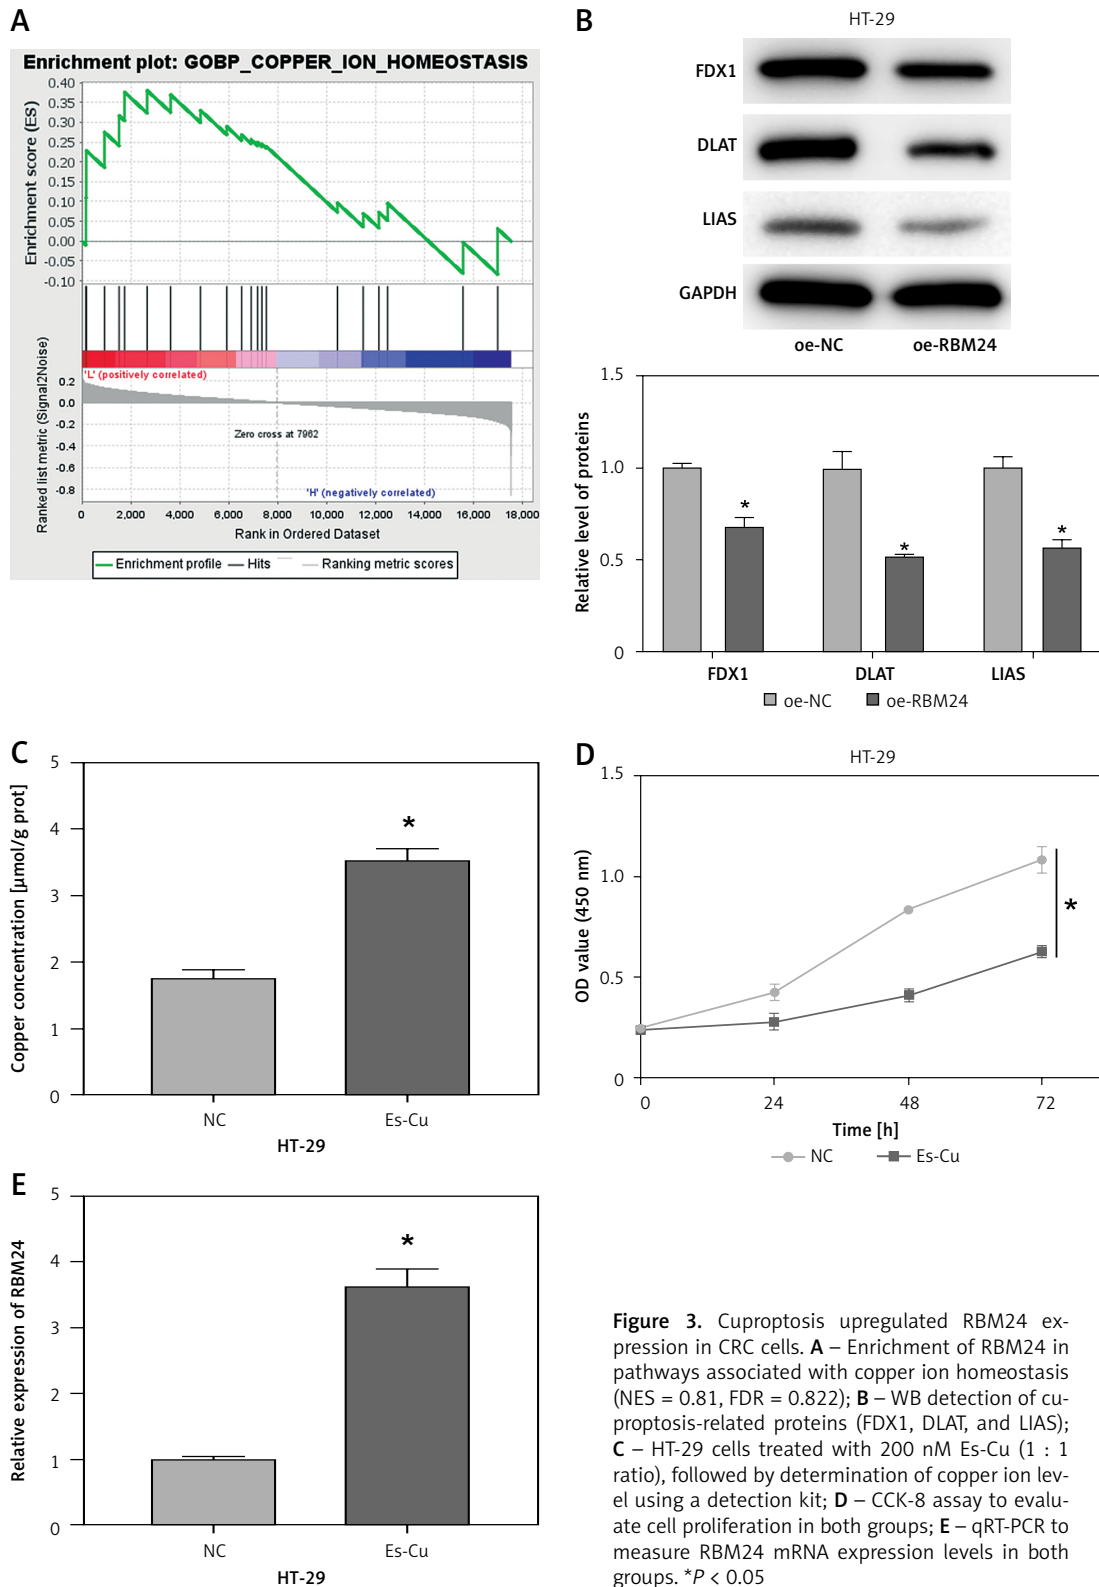 A
Enrichment plot: GOBP_COPPER_ION_HOMEOSTASIS
Enrichment score (ES)
0.40
0.35
0.30
0.25
0.20
0.15
0.10
0.05
0.00
-0.05
-0.10
'L' (positively correlated)
Ranked list metric (Signal2Noise)
0.2
0.0
-0.2
-0.4
-0.6
-0.8
Zero cross at 7962
'H' (negatively correlated)
0 2,000 4,000 6,000 8,000 10,000 12,000 14,000 16,000 18,000
Rank in Ordered Dataset
Enrichment profile Hits Ranking metric scores
B
HT-29
FDX1
DLAT
LIAS
GAPDH
oe-NC oe-RBM24
Relative level of proteins
1.5
1.0
0.5
0
*
*
*
FDX1 DLAT LIAS
oe-NC oe-RBM24
C
Copper concentration [µmol/g prot]
5
4
3
2
1
0
*
NC Es-Cu
HT-29
D
HT-29
OD value (450 nm)
1.5
1.0
0.5
0
*
0 24 48 72
Time [h]
NC Es-Cu
E
Relative expression of RBM24
5
4
3
2
1
0
*
NC Es-Cu
HT-29
Figure 3. Cuproptosis upregulated RBM24 ex-
pression in CRC cells. A – Enrichment of RBM24 in
pathways associated with copper ion homeostasis
(NES = 0.81, FDR = 0.822); B – WB detection of cu-
proptosis-related proteins (FDX1, DLAT, and LIAS);
C – HT-29 cells treated with 200 nM Es-Cu (1 : 1
ratio), followed by determination of copper ion lev-
el using a detection kit; D – CCK-8 assay to evalu-
ate cell proliferation in both groups; E – qRT-PCR to
measure RBM24 mRNA expression levels in both
groups. *P < 0.05